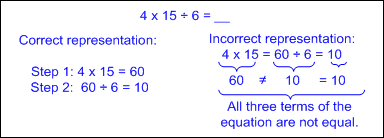 4 x 15 ÷ 6 = __
Correct representation:
Step 1: 4 x 15 = 60
Step 2: 60 ÷ 6 = 10
Incorrect representation:
4 x 15 = 60 ÷ 6 = 10
60 ≠ 10 = 10
All three terms of the
equation are not equal.